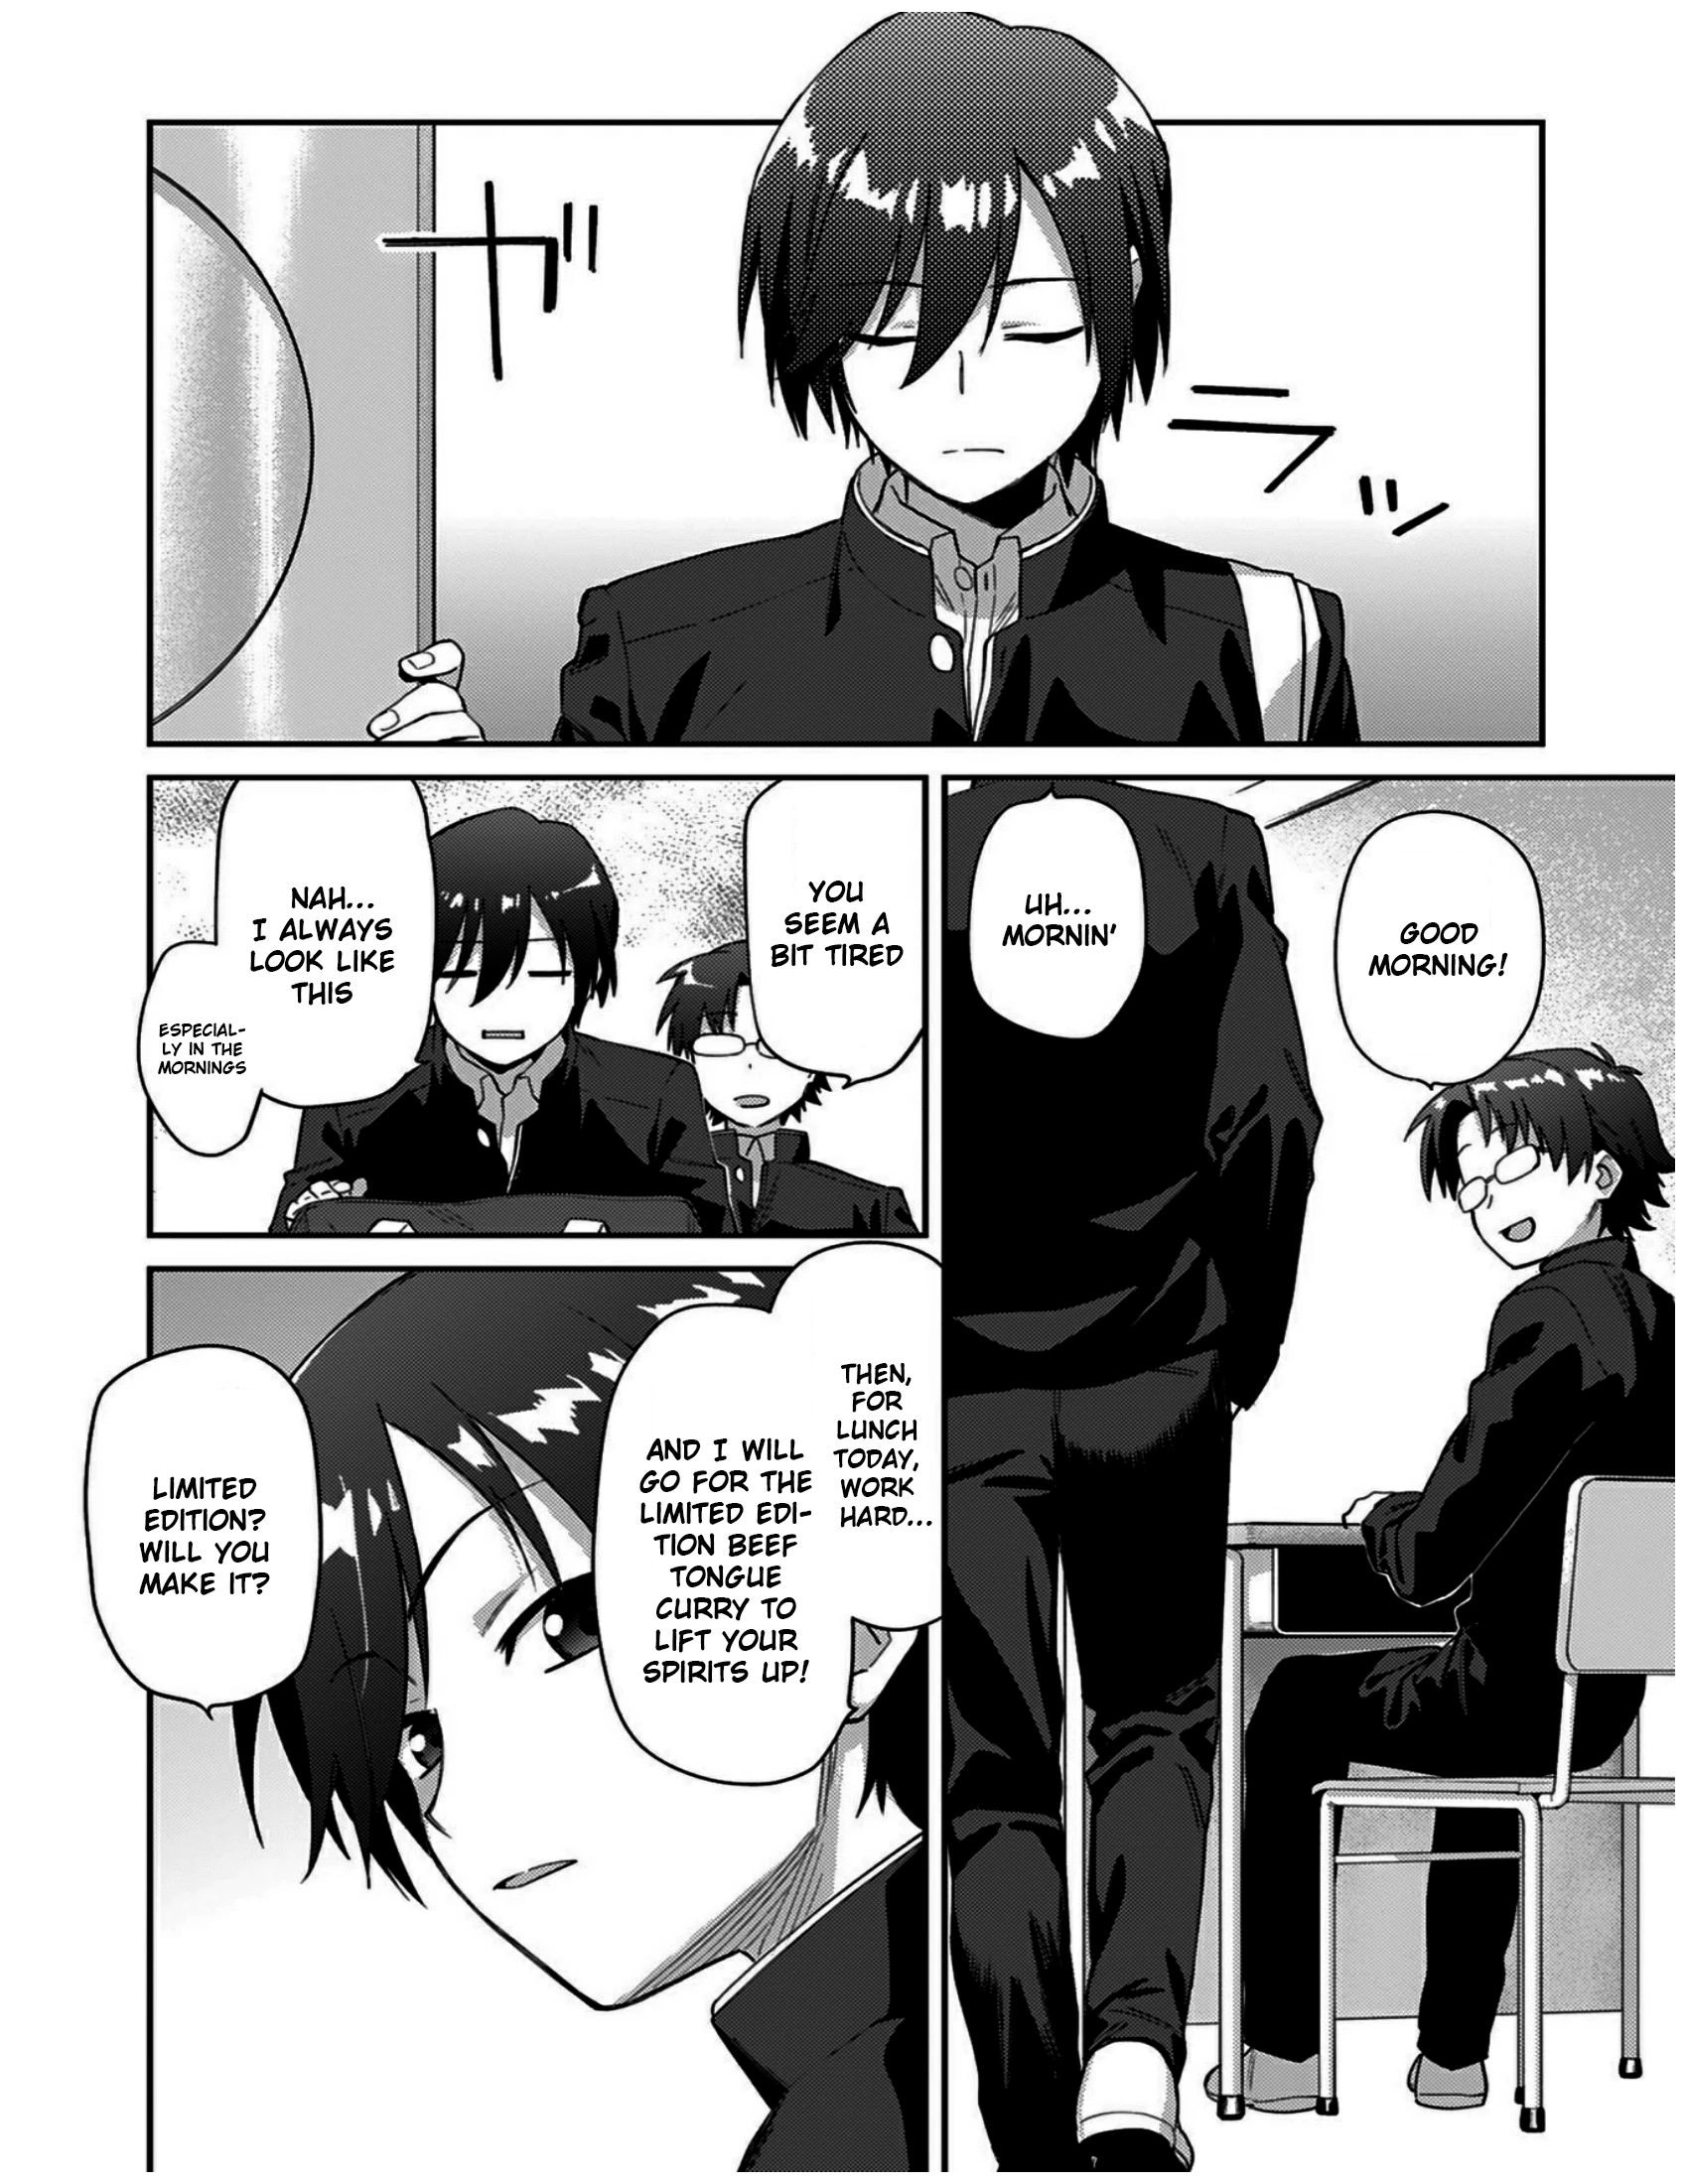 ガ
ラッ
GOOD
MORNING!
UH...
MORNIN'
YOU
SEEM A
BIT TIRED
NAH...
I ALWAYS
LOOK LIKE
THIS
ESPECIAL-
LY IN THE
MORNINGS
THEN,
FOR
LUNCH
TODAY,
WORK
HARD...
AND I WILL
GO FOR THE
LIMITED EDI-
TION BEEF
TONGUE
CURRY TO
LIFT YOUR
SPIRITS UP!
LIMITED
EDITION?
WILL YOU
MAKE IT?